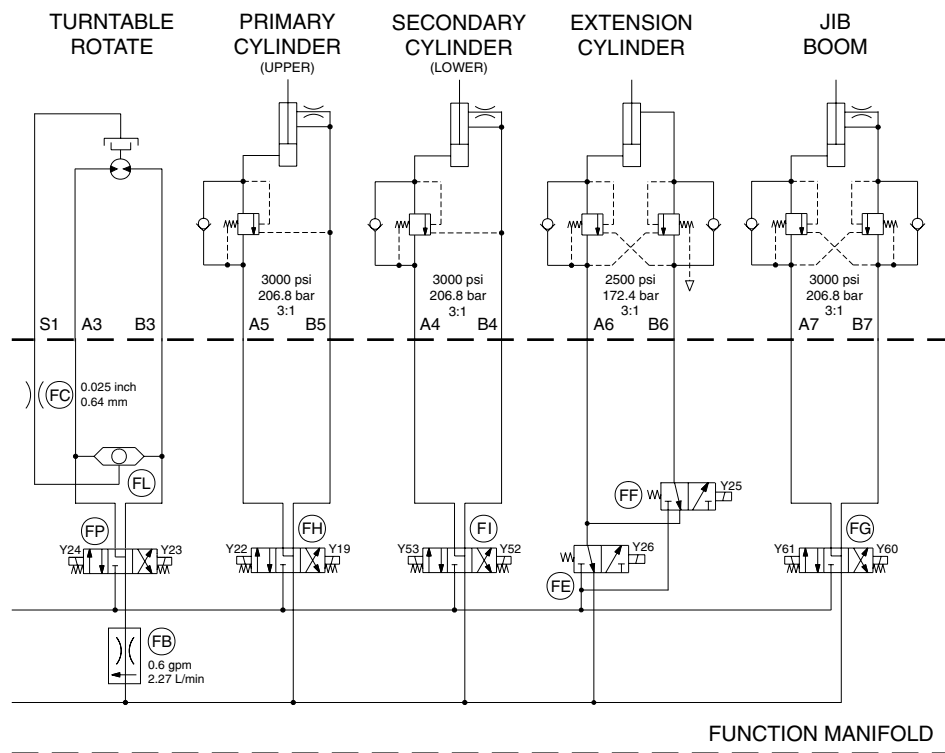 TURNTABLE
ROTATE
PRIMARY
CYLINDER
(UPPER)
SECONDARY
CYLINDER
(LOWER)
EXTENSION
CYLINDER
JIB
BOOM
3000 psi
206.8 bar
3:1
3000 psi
206.8 bar
3:1
2500 psi
172.4 bar
3:1
3000 psi
206.8 bar
3:1
S1 A3 B3 A5 B5 A4 B4 A6 B6 A7 B7
FC
0.025 inch
0.64 mm
FL
FF Y25
FP Y24 Y23
FH Y22 Y19
FI Y53 Y52
FE Y26
FG Y61 Y60
FB
0.6 gpm
2.27 L/min
FUNCTION MANIFOLD